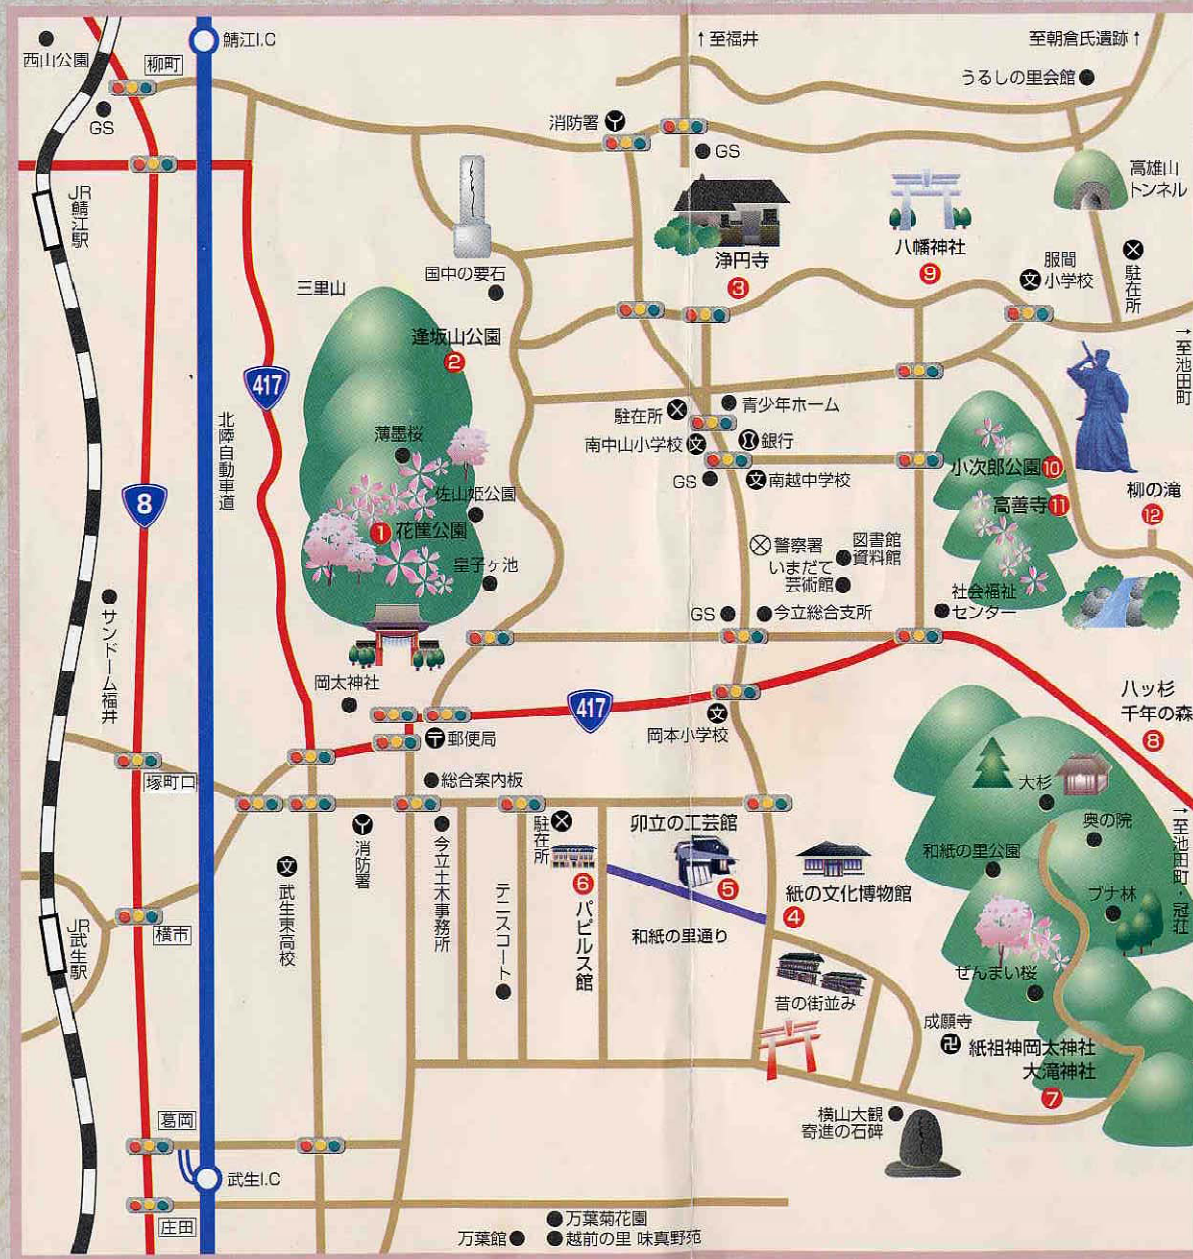 西山公園
柳町
鯖江I.C
↑至福井
至朝倉氏遺跡↑
うるしの里会館
GS
消防署
GS
高雄山
トンネル
JR鯖江駅
国中の要石
浄円寺
3
八幡神社
9
服間
小学校
駐在所
三里山
逢坂山公園
2
↑至池田町
417
北陸自動車道
薄墨桜
駐在所
青少年ホーム
南中山小学校
銀行
GS
南越中学校
小次郎公園
10
高善寺
11
柳の滝
12
8
佐山姫公園
1
花筐公園
皇子ヶ池
警察署
図書館
資料館
いまだて
芸術館
社会福祉
センター
サンドーム福井
GS
今立総合支所
岡太神社
417
岡本小学校
八ッ杉
千年の森
8
郵便局
塚町口
総合案内板
大杉
奥の院
↑至池田町・冠荘
消防署
文
武生東高校
今立土木事務所
テニスコート
駐在所
6
パピルス館
卯立の工芸館
5
紙の文化博物館
4
和紙の里通り
和紙の里公園
ブナ林
横市
JR武生駅
昔の街並み
ぜんまい桜
成願寺
卍
紙祖神岡太神社
大滝神社
7
葛岡
横山大観
寄進の石碑
武生I.C
庄田
万葉菊花園
万葉館
越前の里 味真野苑